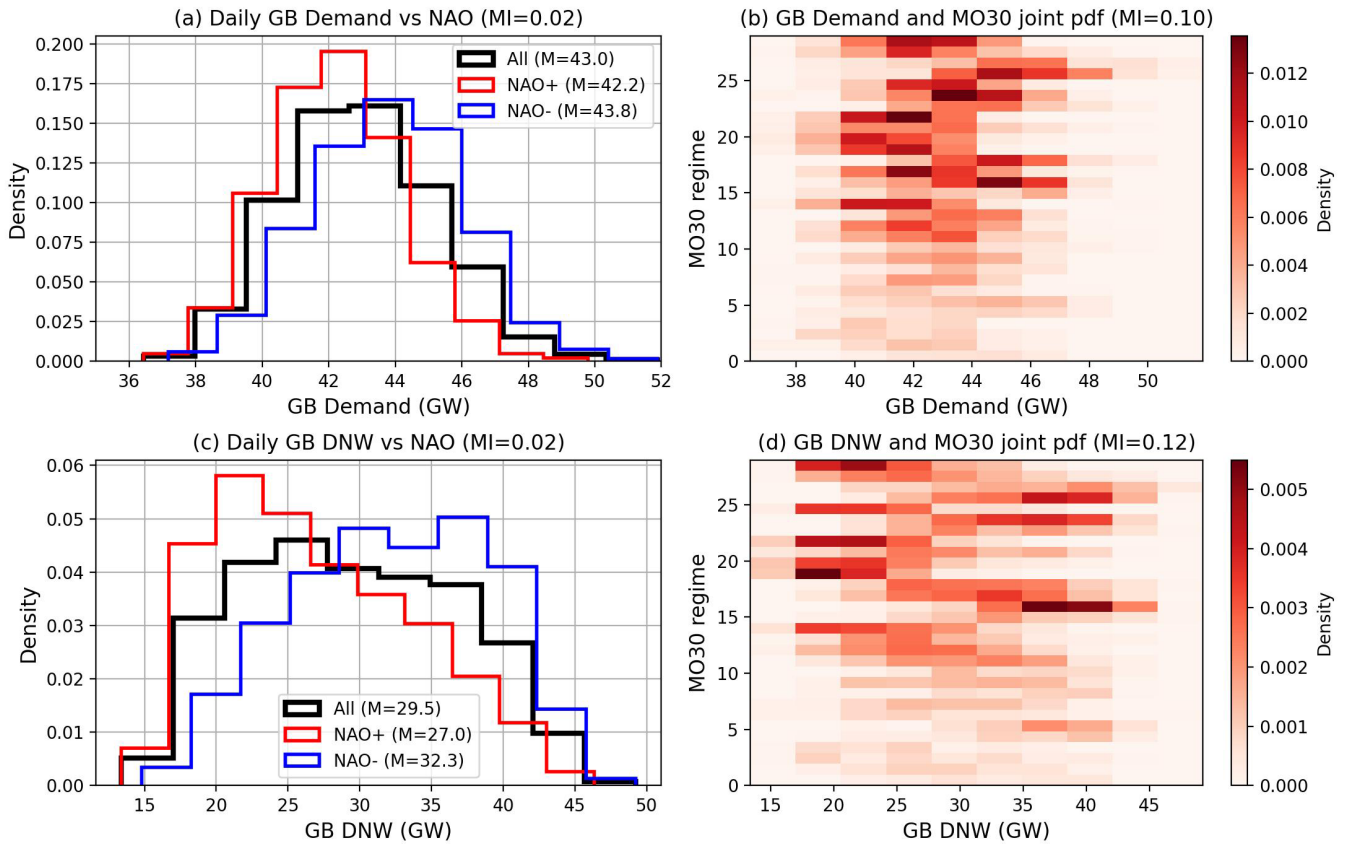 (a) Daily GB Demand vs NAO (MI=0.02)
0.200
0.175
0.150
0.125
0.100
0.075
0.050
0.025
0.000
Density
All (M=43.0)
NAO+ (M=42.2)
NAO- (M=43.8)
36 38 40 42 44 46 48 50 52
GB Demand (GW)
(b) GB Demand and MO30 joint pdf (MI=0.10)
25
20
15
10
5
0
MO30 regime
38 40 42 44 46 48 50
GB Demand (GW)
0.012
0.010
0.008
0.006
0.004
0.002
0.000
Density
(c) Daily GB DNW vs NAO (MI=0.02)
0.06
0.05
0.04
0.03
0.02
0.01
0.00
Density
All (M=29.5)
NAO+ (M=27.0)
NAO- (M=32.3)
15 20 25 30 35 40 45 50
GB DNW (GW)
(d) GB DNW and MO30 joint pdf (MI=0.12)
25
20
15
10
5
0
MO30 regime
15 20 25 30 35 40 45
GB DNW (GW)
0.005
0.004
0.003
0.002
0.001
0.000
Density